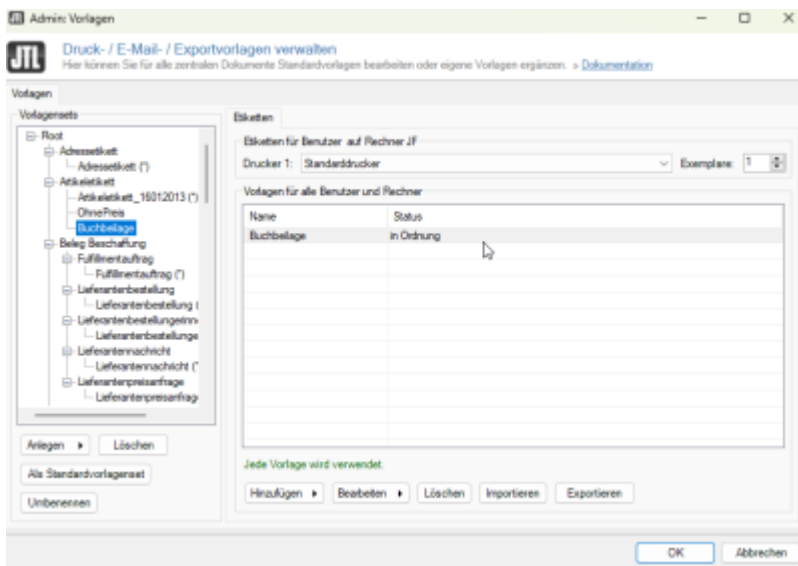 Admin: Vorlagen
JTL
Druck- / E-Mail- / Exportvorlagen verwalten
Hier können Sie für alle zentralen Dokumente Standardvorlagen bearbeiten oder eigene Vorlagen ergänzen. » Dokumentation
Vorlagen
Vorlagensets
Root
Adressetikett
Adressetikett (*)
Artikeletikett
Artikeletikett_16012013 (*)
OhnePreis
Buchbeilage
Beleg Beschaffung
Fulfillmentauftrag
Fulfillmentauftrag (*)
Lieferantenbestellung
Lieferantenbestellung (
Lieferantenbestellungerinn
Lieferantenbestellunge
Lieferantennachricht
Lieferantennachricht (*
Lieferantenpreisanfrage
Lieferantenpreisanfrag
Anlegen
Löschen
Als Standardvorlagenset
Umbenennen
Etiketten
Etiketten für Benutzer auf Rechner JF
Drucker 1: Standarddrucker Exemplare: 1
Vorlagen für alle Benutzer und Rechner
Name Status
Buchbeilage in Ordnung
Jede Vorlage wird verwendet.
Hinzufügen Bearbeiten Löschen Importieren Exportieren
OK Abbrechen